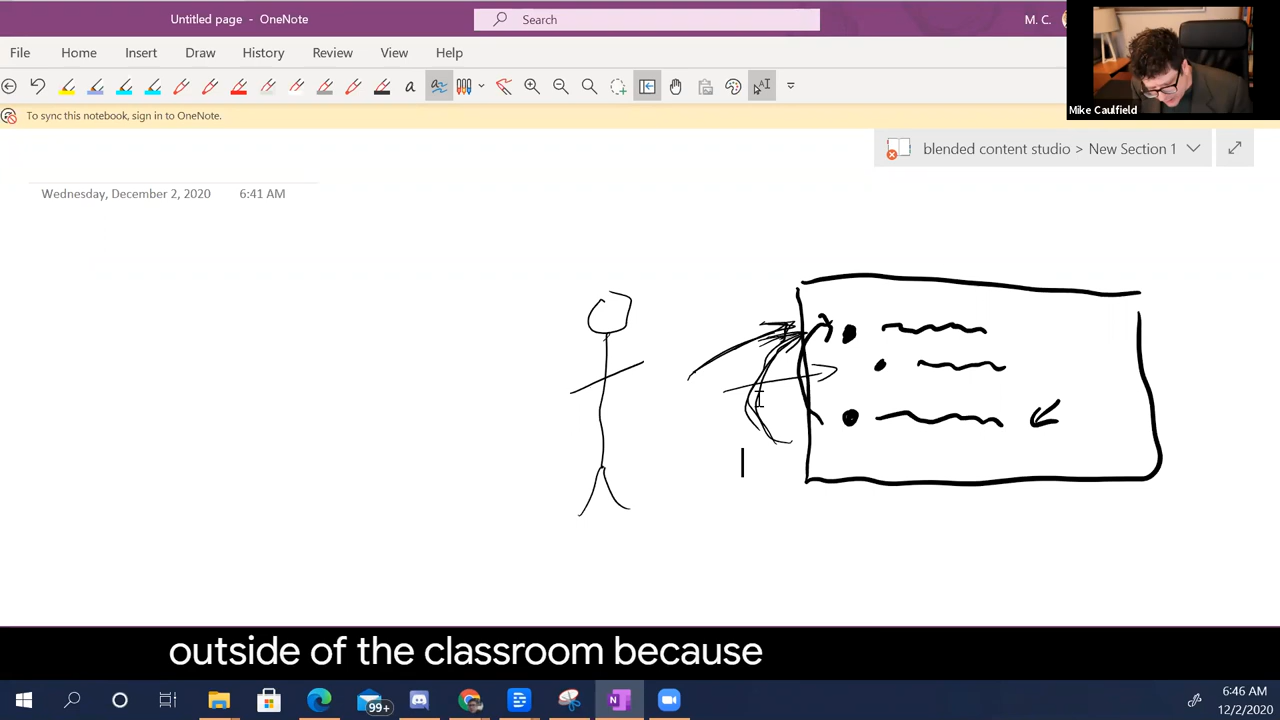 Untitled page - OneNote
Search
M. C.
File Home Insert Draw History Review View Help
To sync this notebook, sign in to OneNote.
Mike Caulfield
blended content studio > New Section 1
Wednesday, December 2, 2020 6:41 AM
outside of the classroom because
99+
6:46 AM
12/2/2020